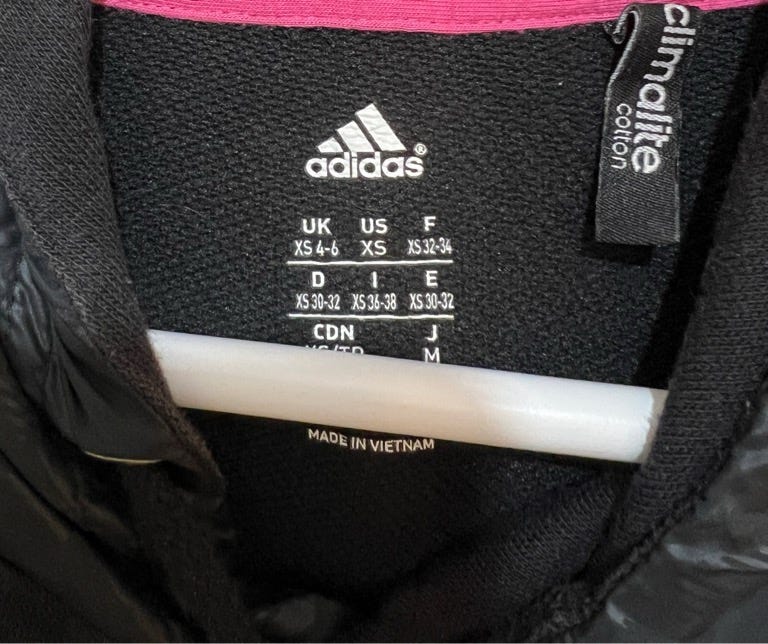 adidas®
UK US F
XS 4-6 XS XS 32-34
D I E
XS 30-32 XS 36-38 XS 30-32
CDN J
M
MADE IN VIETNAM
climalite
cotton